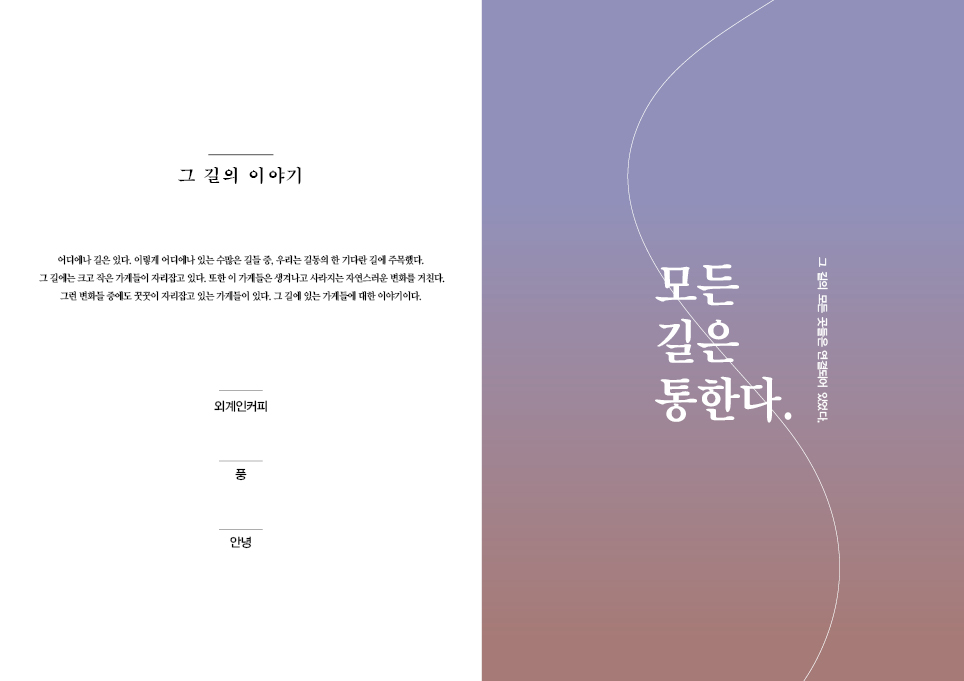 그 길의 이야기
어디에나 길은 있다. 이렇게 어디에나 있는 수많은 길들 중, 우리는 길동의 한 기다란 길에 주목했다.
그 길에는 크고 작은 가게들이 자리잡고 있다. 또한 이 가게들은 생겨나고 사라지는 자연스러운 변화를 거친다.
그런 변화들 중에도 꿋꿋이 자리잡고 있는 가게들이 있다. 그 길에 있는 가게들에 대한 이야기이다.
외계인커피
풍
안녕
모든
길은
통한다.
그 길의 모든 곳들은 연결되어 있었다.